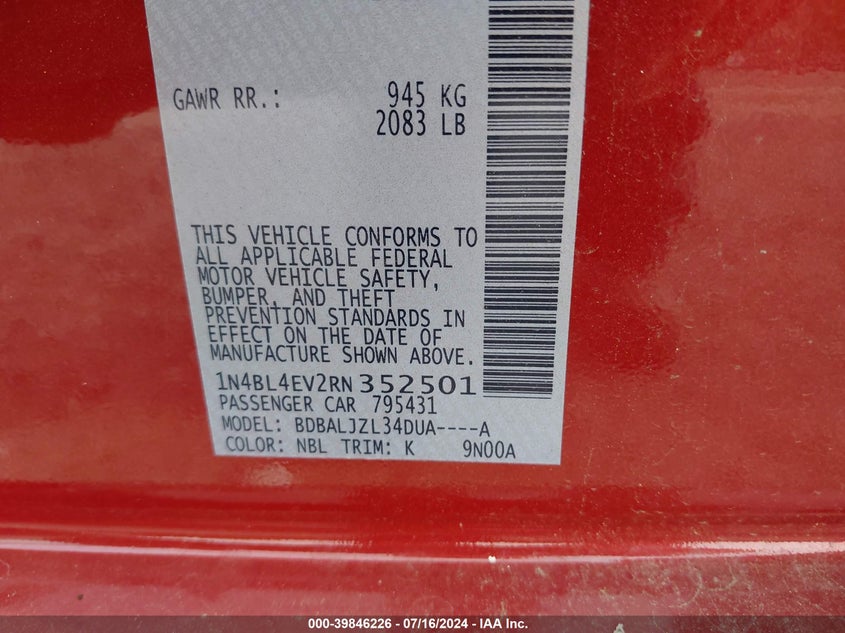 GAWR RR.: 945 KG
2083 LB
THIS VEHICLE CONFORMS TO
ALL APPLICABLE FEDERAL
MOTOR VEHICLE SAFETY,
BUMPER, AND THEFT
PREVENTION STANDARDS IN
EFFECT ON THE DATE OF
MANUFACTURE SHOWN ABOVE.
1N4BL4EV2RN352501
PASSENGER CAR 795431
MODEL: BDBALJZL34DUA----A
COLOR: NBL TRIM: K 9N00A
000-39846226 - 07/16/2024 - IAA Inc.